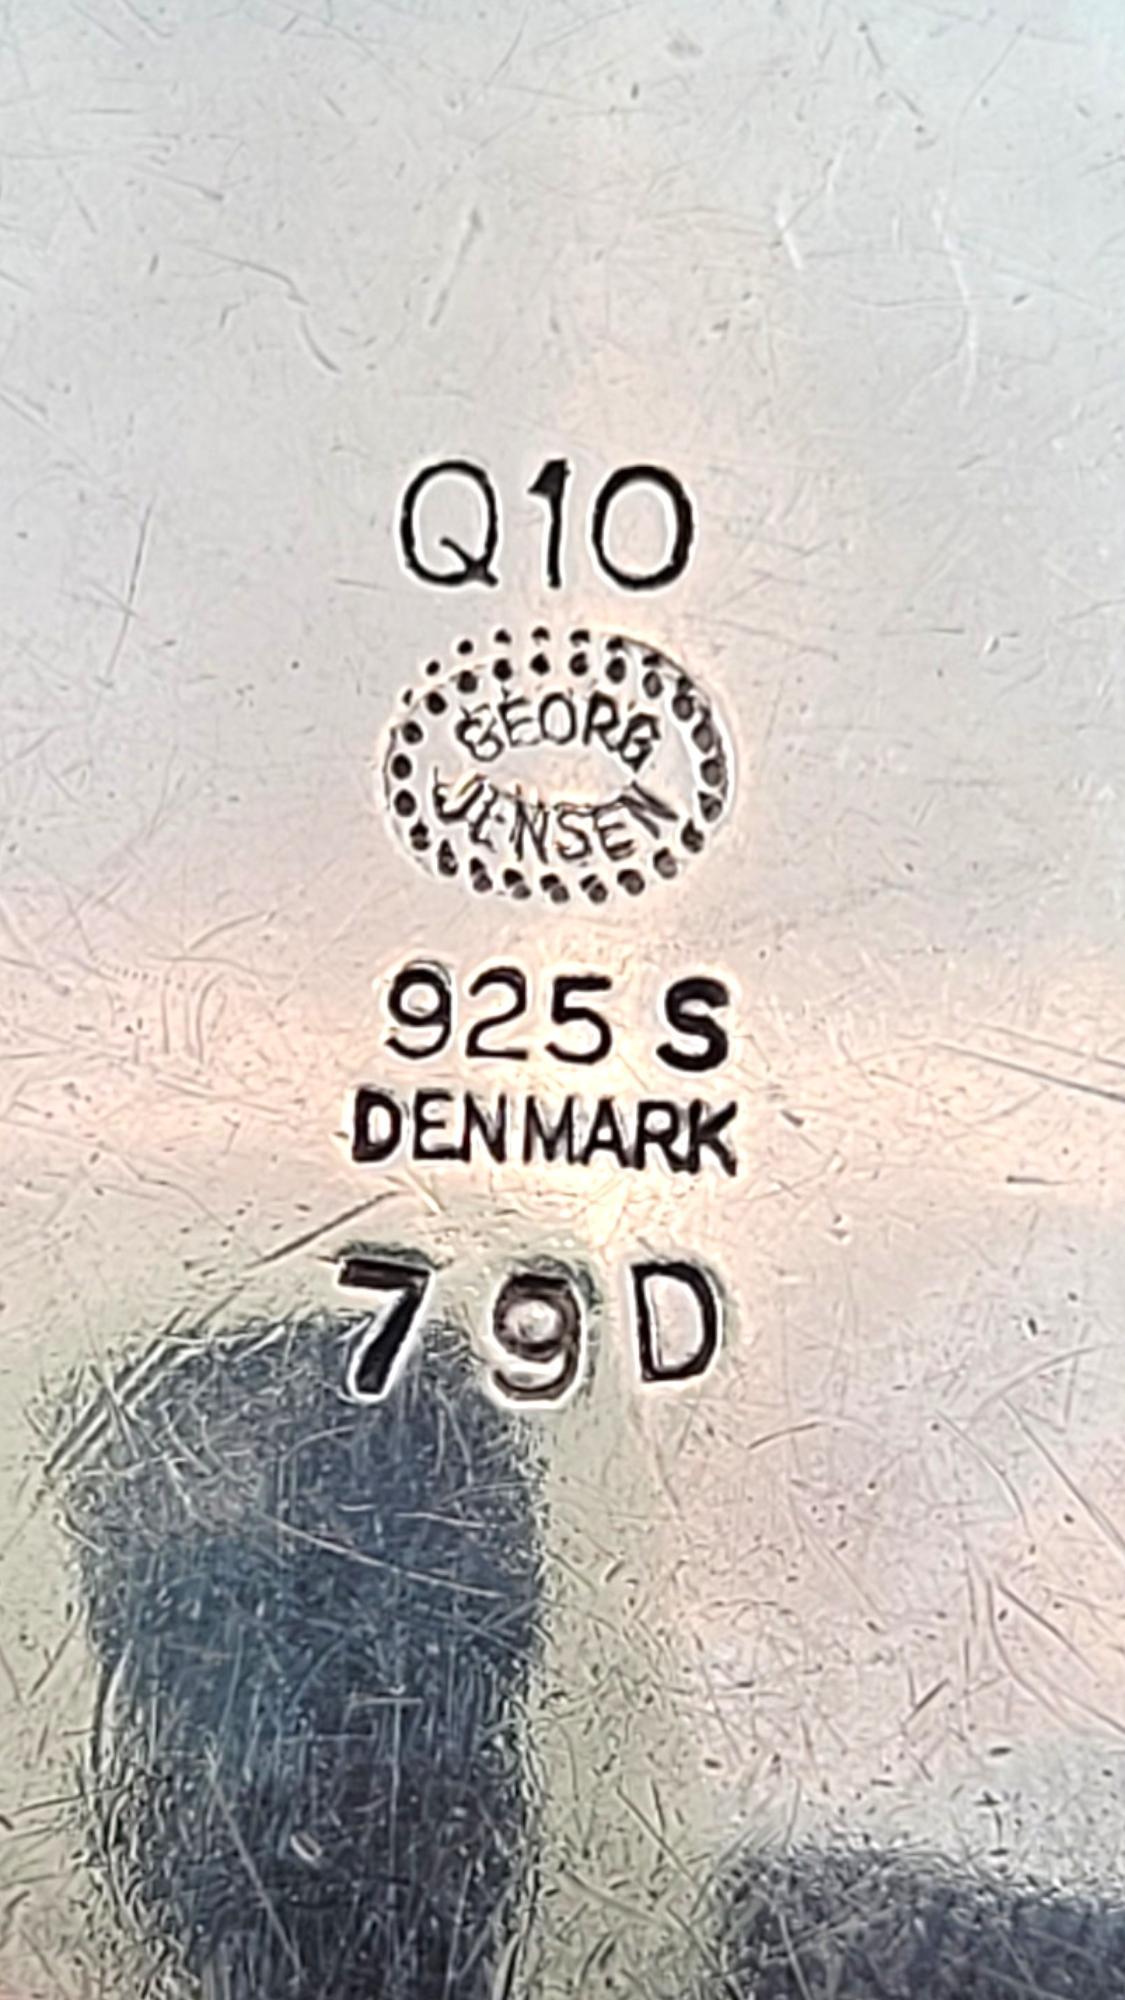 Q10
GEORG
JENSEN
925 S
DENMARK
79D